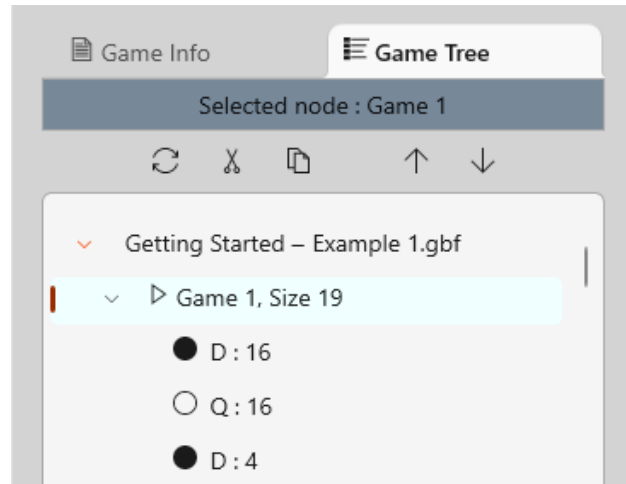 Game Info
Game Tree
Selected node : Game 1
Getting Started – Example 1.gbf
Game 1, Size 19
D : 16
Q : 16
D : 4